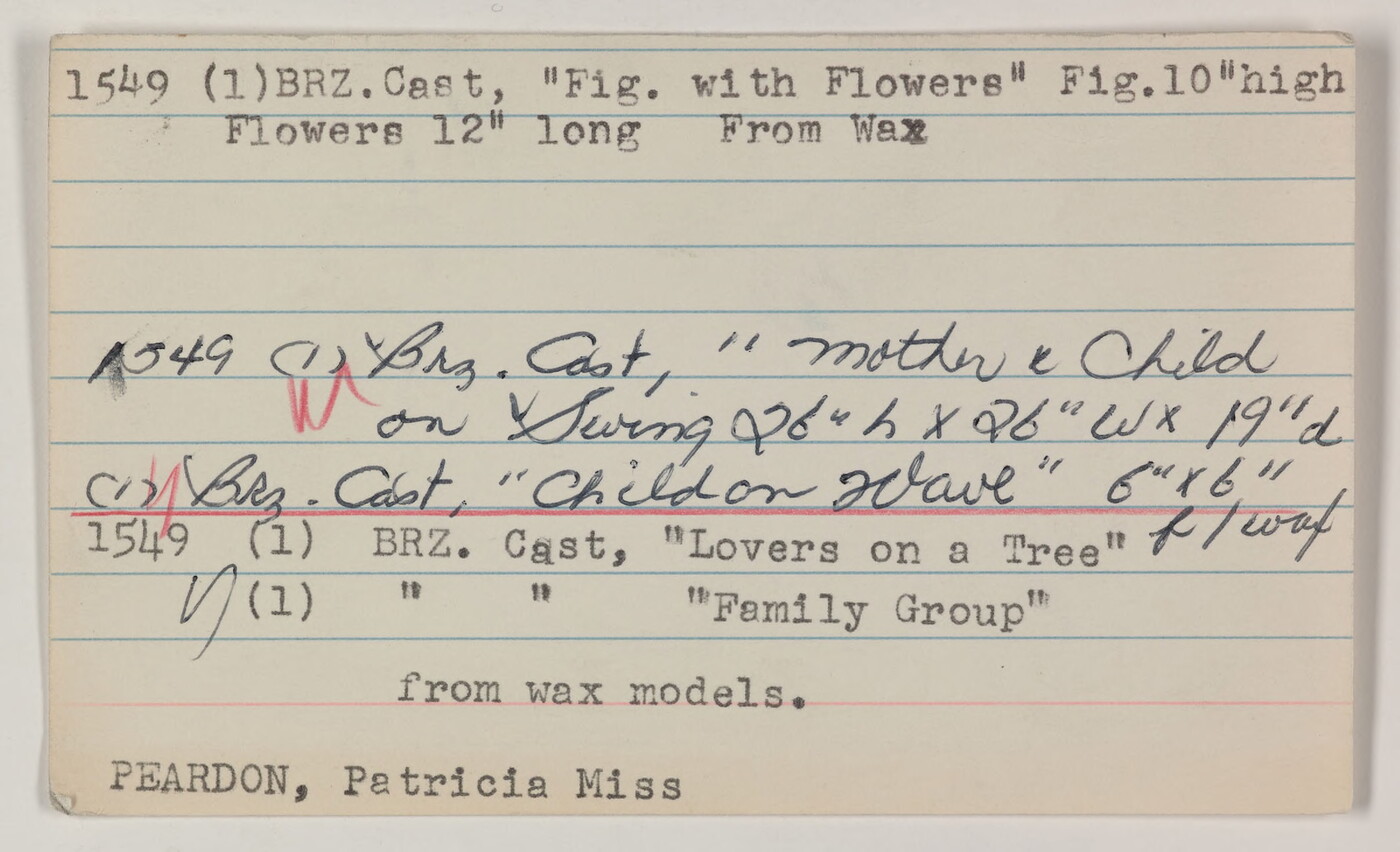 1549 (1)BRZ.Cast, "Fig. with Flowers" Fig.10"high
Flowers 12" long From Wax
1549 (1) Brz. Cast, " Mother & Child
on Swing 26" h x 26" W x 19" d
(1) Brz. Cast, "Child on Wave" 6" x 6"
f/wax
1549 (1) BRZ. Cast, "Lovers on a Tree"
(1) " " "Family Group"
from wax models.
PEARDON, Patricia Miss